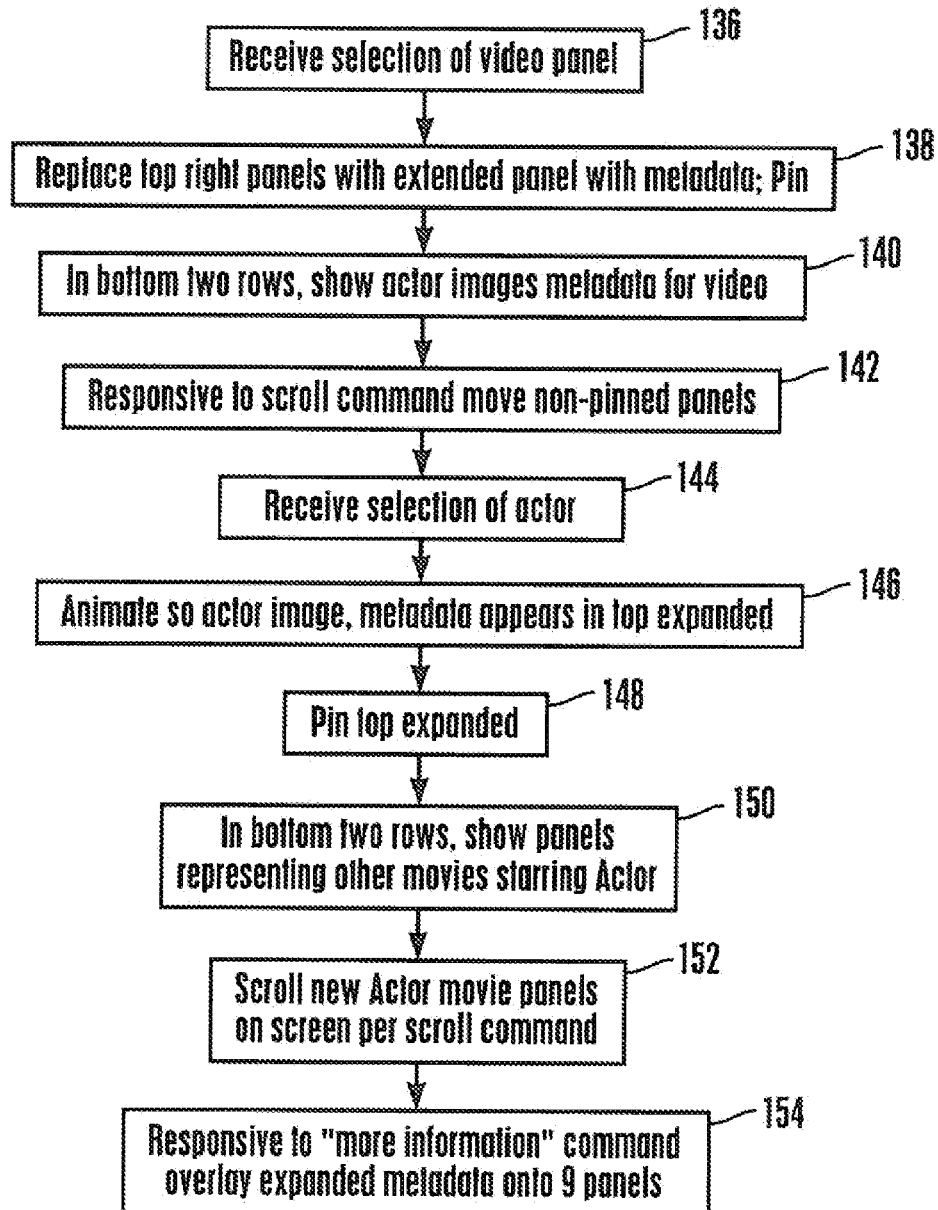 136
Receive selection of video panel
138
Replace top right panels with extended panel with metadata; Pin
140
In bottom two rows, show actor images metadata for video
142
Responsive to scroll command move non-pinned panels
144
Receive selection of actor
146
Animate so actor image, metadata appears in top expanded
148
Pin top expanded
150
In bottom two rows, show panels
representing other movies starring Actor
152
Scroll new Actor movie panels
on screen per scroll command
154
Responsive to "more information" command
overlay expanded metadata onto 9 panels